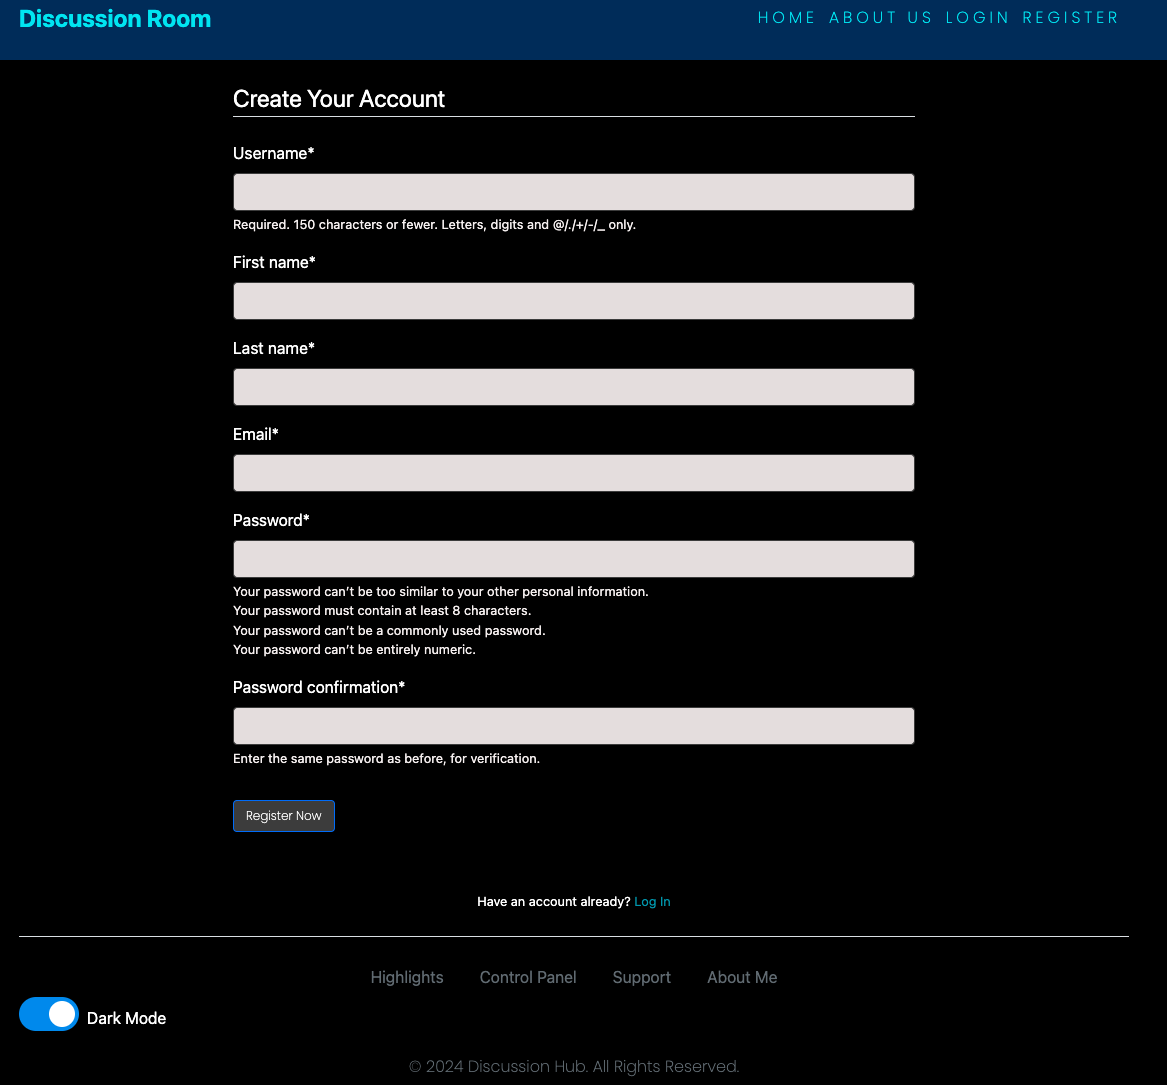 Discussion Room
HOME ABOUT US LOGIN REGISTER
Create Your Account
Username*
Required. 150 characters or fewer. Letters, digits and @/./+/-/_ only.
First name*
Last name*
Email*
Password*
Your password can’t be too similar to your other personal information.
Your password must contain at least 8 characters.
Your password can’t be a commonly used password.
Your password can’t be entirely numeric.
Password confirmation*
Enter the same password as before, for verification.
Register Now
Have an account already? Log In
Highlights Control Panel Support About Me
Dark Mode
© 2024 Discussion Hub. All Rights Reserved.